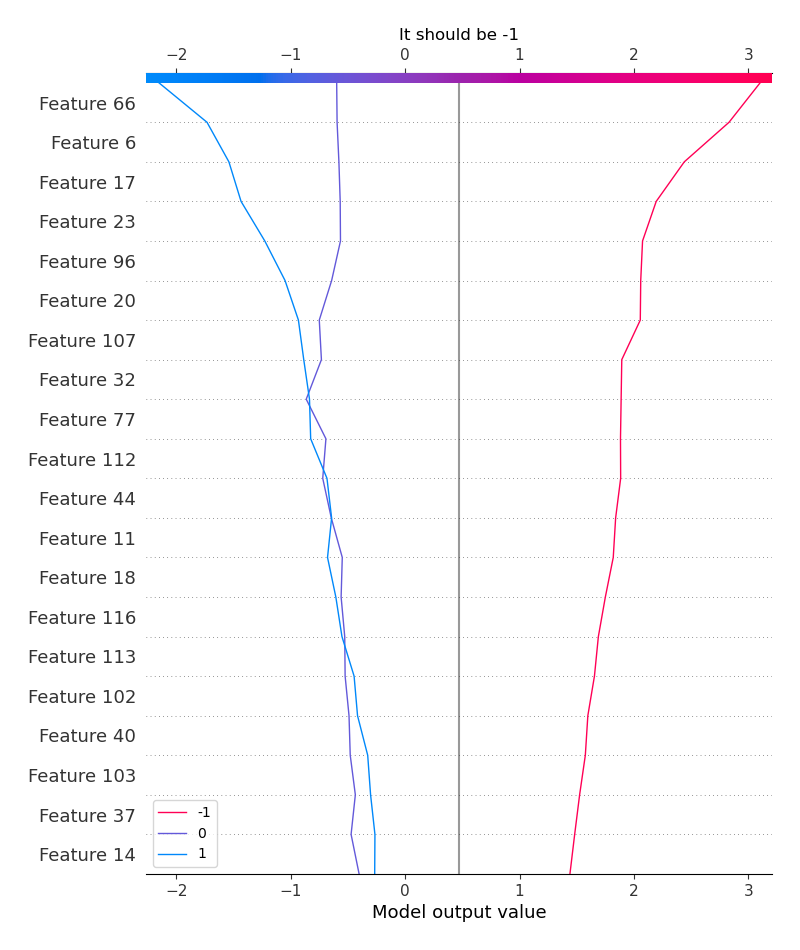 It should be -1
−2 −1 0 1 2 3
Feature 66
Feature 6
Feature 17
Feature 23
Feature 96
Feature 20
Feature 107
Feature 32
Feature 77
Feature 112
Feature 44
Feature 11
Feature 18
Feature 116
Feature 113
Feature 102
Feature 40
Feature 103
Feature 37
Feature 14
-1
0
1
−2 −1 0 1 2 3
Model output value